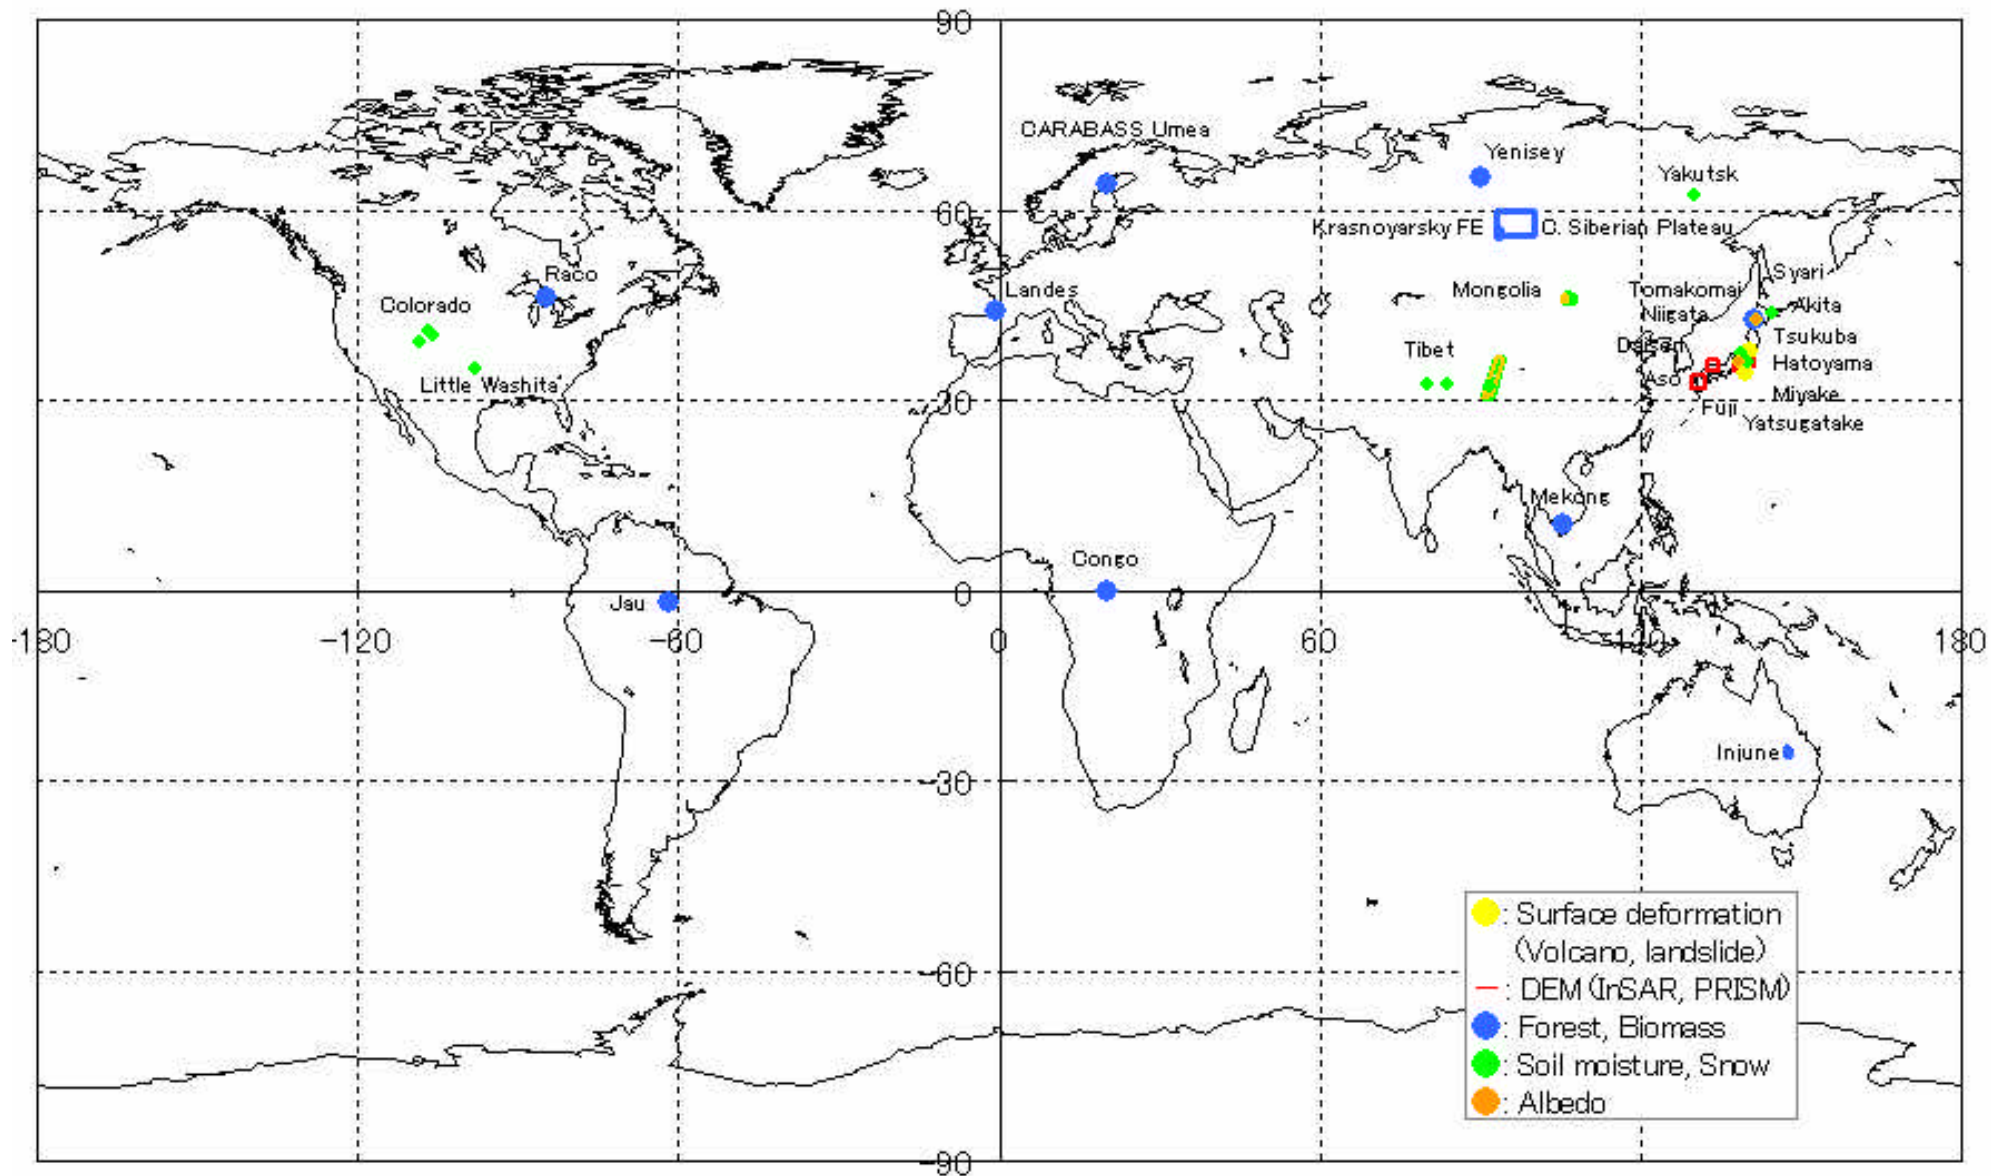 90
CARABASS Umea
Yenisey
Yakutsk
60
Krasnoyarsky FE
C. Siberian Plateau
Raco
Syari
Landes
Mongolia
Tomakomai
Colorado
Akita
Niigata
Tsukuba
Daisen
Tibet
Hatoyama
Little Washita
Aso
Miyake
30
Fuji
Yatsugatake
Mekong
Congo
0
Jau
-180
-120
-60
0
60
120
180
Injune
-30
: Surface deformation
(Volcano, landslide)
-60
: DEM (InSAR, PRISM)
: Forest, Biomass
: Soil moisture, Snow
: Albedo
-90